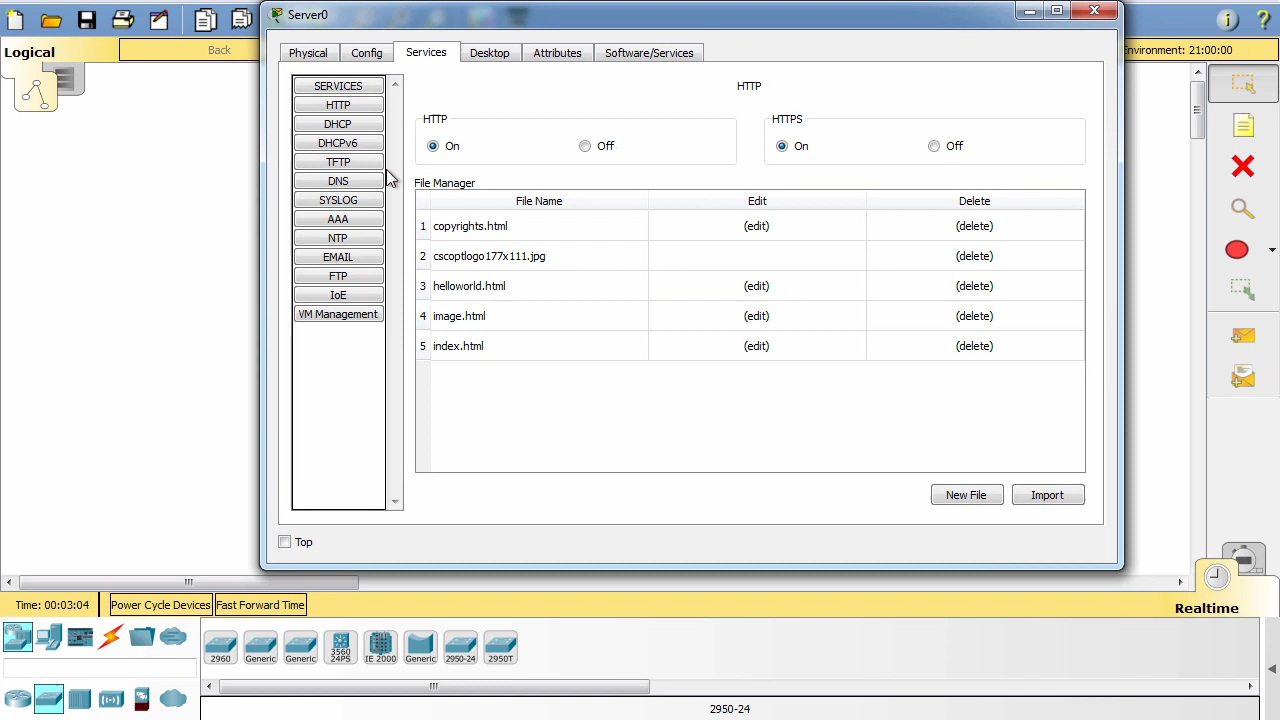 Server0
Logical
Back
Environment: 21:00:00
Physical
Config
Services
Desktop
Attributes
Software/Services
SERVICES
HTTP
DHCP
DHCPv6
TFTP
DNS
SYSLOG
AAA
NTP
EMAIL
FTP
IoE
VM Management
HTTP
HTTP
On
Off
HTTPS
On
Off
File Manager
File Name Edit Delete
1 copyrights.html (edit) (delete)
2 cscoptlogo177x111.jpg (delete)
3 helloworld.html (edit) (delete)
4 image.html (edit) (delete)
5 index.html (edit) (delete)
New File
Import
Top
Time: 00:03:04
Power Cycle Devices
Fast Forward Time
Realtime
2960
Generic
Generic
3560
24PS
IE 2000
Generic
2950-24
2950T
2950-24